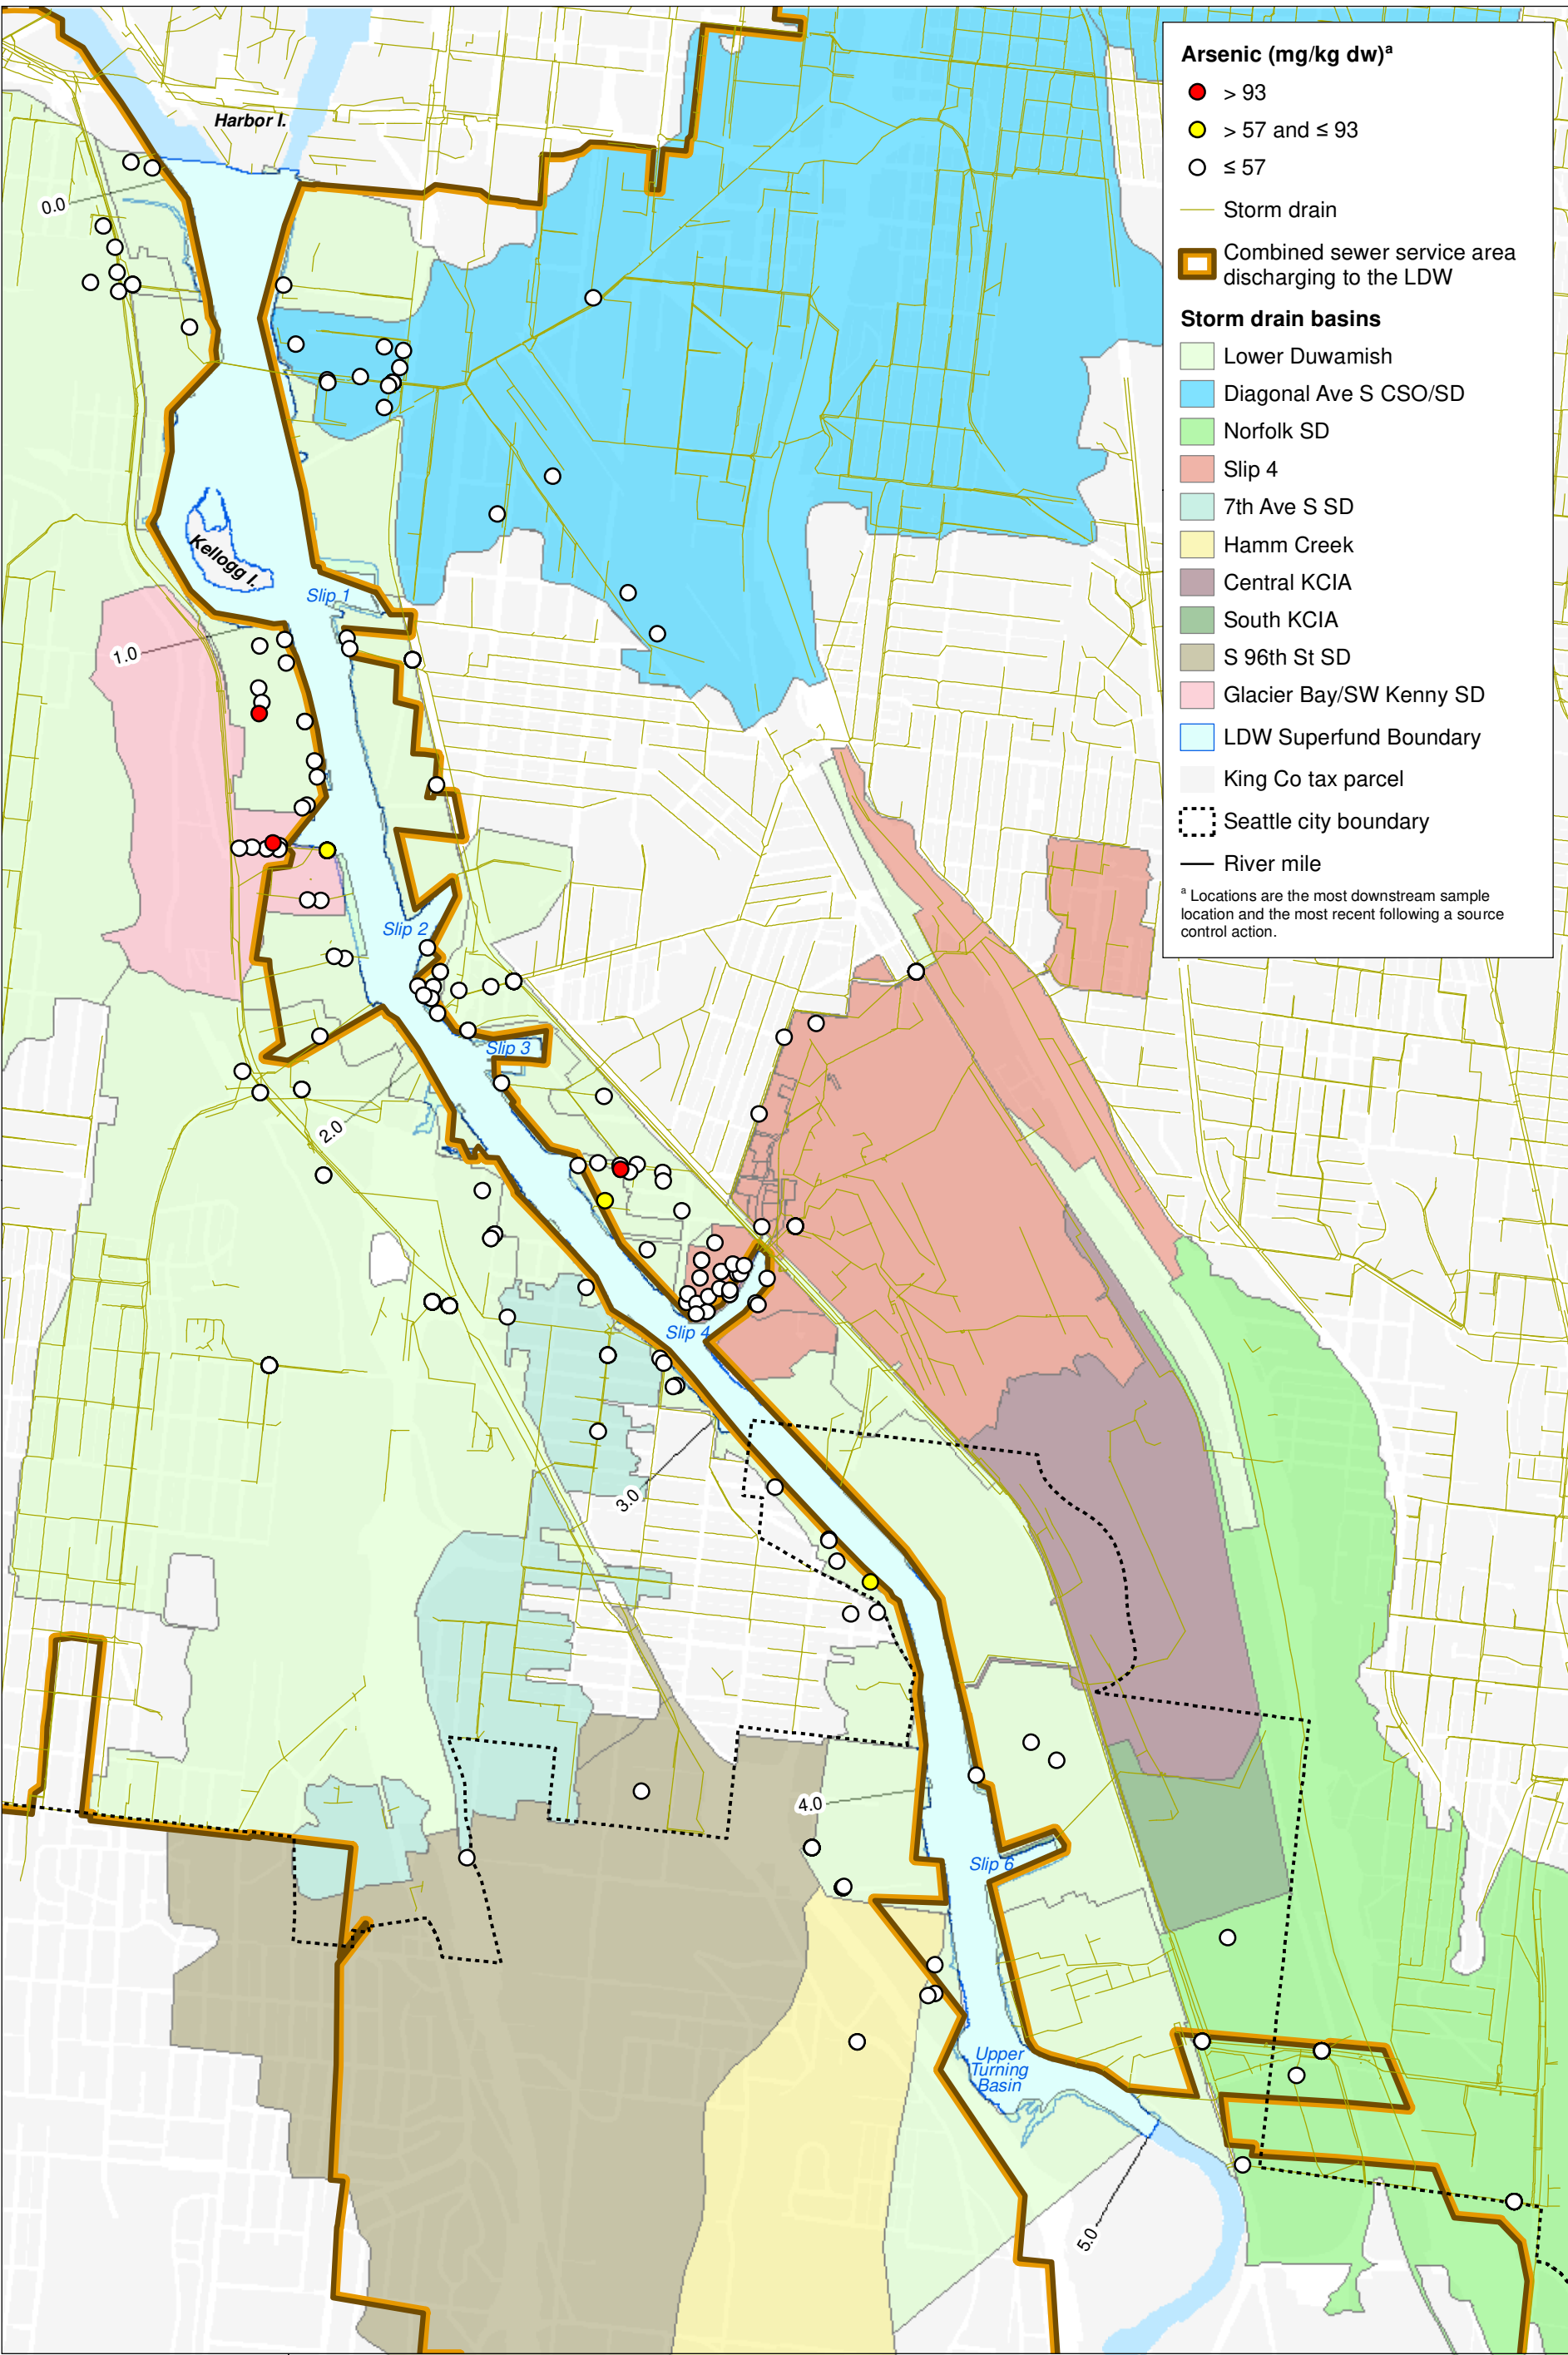 Harbor I.
0.0
Kellogg I.
Slip 1
1.0
Slip 2
Slip 3
2.0
Slip 4
3.0
4.0
Slip 6
Upper
Turning
Basin
5.0
Arsenic (mg/kg dw)ª
> 93
> 57 and ≤ 93
≤ 57
Storm drain
Combined sewer service area
discharging to the LDW
Storm drain basins
Lower Duwamish
Diagonal Ave S CSO/SD
Norfolk SD
Slip 4
7th Ave S SD
Hamm Creek
Central KCIA
South KCIA
S 96th St SD
Glacier Bay/SW Kenny SD
LDW Superfund Boundary
King Co tax parcel
Seattle city boundary
River mile
ª Locations are the most downstream sample
location and the most recent following a source
control action.